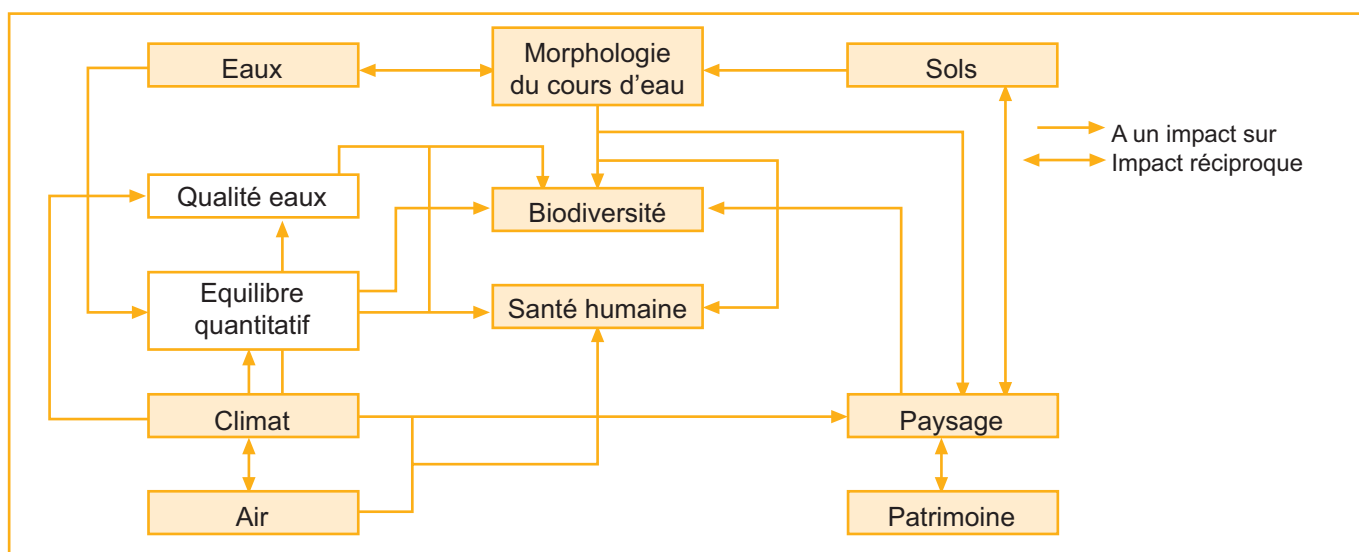 Eaux
Morphologie
du cours d'eau
Sols
A un impact sur
Impact réciproque
Qualité eaux
Biodiversité
Equilibre
quantitatif
Santé humaine
Climat
Paysage
Air
Patrimoine